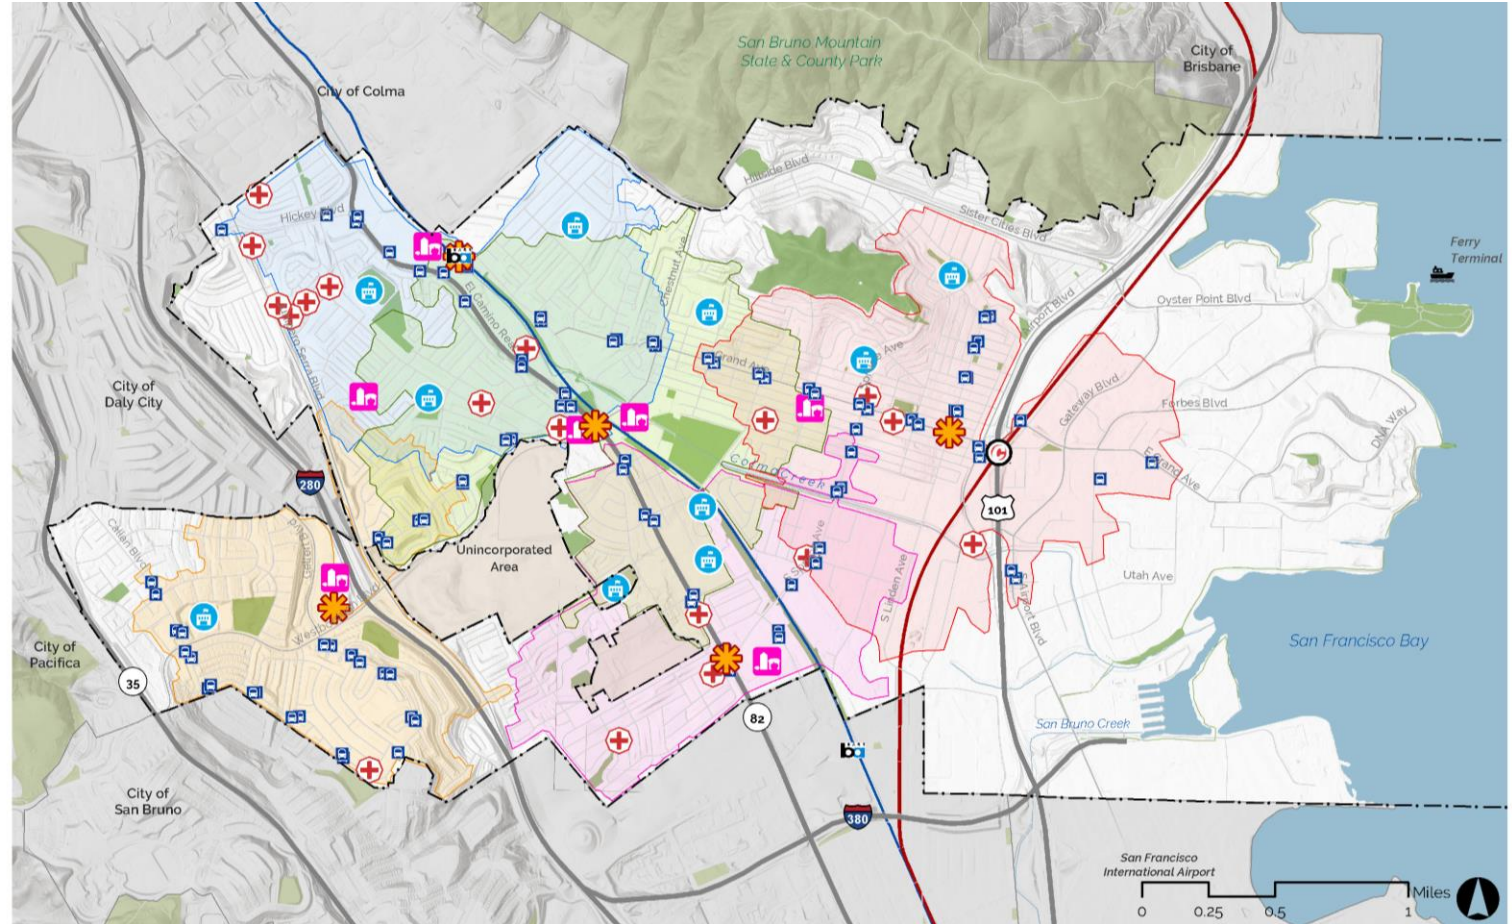 San Bruno Mountain
State & County Park
City of
Brisbane
City of Colma
Hillside Blvd
Sister Cities Blvd
Hickey Blvd
Chestnut Ave
Ferry
Terminal
El Camino Real
Airport Blvd
Oyster Point Blvd
Grand Ave
City of
Daly City
Gateway Blvd
Forbes Blvd
DNA Way
E Grand Ave
Colma Creek
280
101
Callan Blvd
Unincorporated
Area
Utah Ave
S Linden Ave
S Airport Blvd
City of
Pacifica
San Francisco Bay
35
82
San Bruno Creek
City of
San Bruno
380
San Francisco
International Airport
Miles
0 0.25 0.5 1